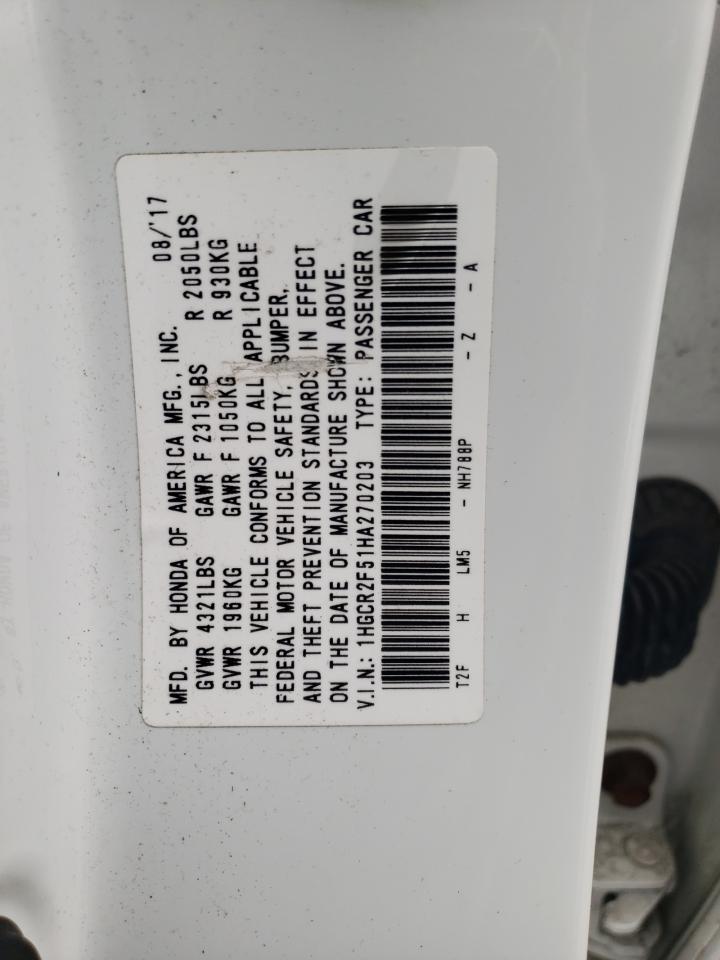 MFD. BY HONDA OF AMERICA MFG., INC. 08/'17
GVWR 4321LBS GAWR F 2315LBS R 2050LBS
GVWR 1960KG GAWR F 1050KG R 930KG
THIS VEHICLE CONFORMS TO ALL APPLICABLE
FEDERAL MOTOR VEHICLE SAFETY, BUMPER,
AND THEFT PREVENTION STANDARDS IN EFFECT
ON THE DATE OF MANUFACTURE SHOWN ABOVE.
V.I.N.: 1HGCR2F51HA270203 TYPE: PASSENGER CAR
T2F H LM5 - NH788P - Z - A